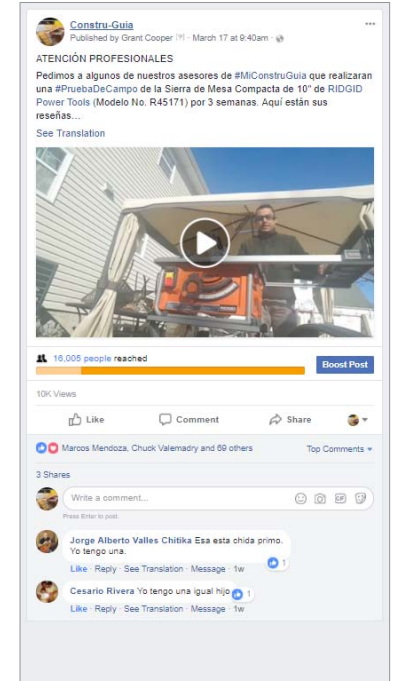 Constru-Guia
Published by Grant Cooper [?] · March 17 at 9:40am ·
ATENCIÓN PROFESIONALES
Pedimos a algunos de nuestros asesores de #MiConstruGuia que realizaran
una #PruebaDeCampo de la Sierra de Mesa Compacta de 10" de RIDGID
Power Tools (Modelo No. R45171) por 3 semanas. Aquí están sus
reseñas...
See Translation
RIDGID
16,005 people reached
Boost Post
10K Views
Like Comment Share
Marcos Mendoza, Chuck Valemadry and 69 others Top Comments
3 Shares
Write a comment...
GIF
Press Enter to post.
Jorge Alberto Valles Chitika Esa esta chida primo.
Yo tengo una.
1
Like · Reply · See Translation · Message · 1w
Cesario Rivera Yo tengo una igual hijo 1
Like · Reply · See Translation · Message · 1w